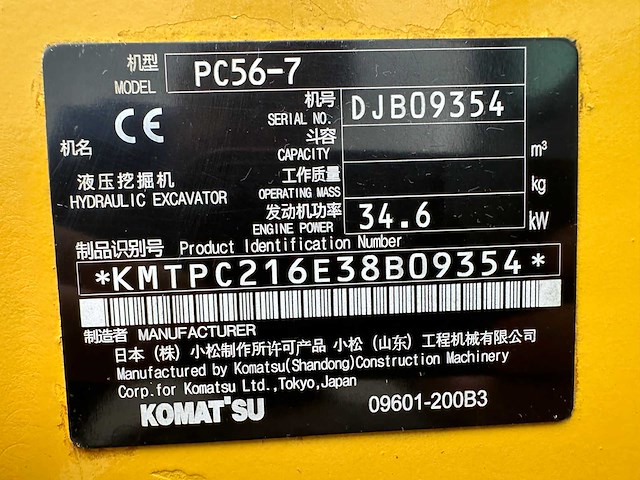 机型
MODEL PC56-7
机号
SERIAL NO. DJB09354
CE
机名
斗容
CAPACITY m³
液压挖掘机
HYDRAULIC EXCAVATOR
工作质量
OPERATING MASS kg
发动机功率
ENGINE POWER 34.6 kW
制品识别号 Product Identification Number
*KMTPC216E38B09354*
制造者 MANUFACTURER
日本（株）小松制作所许可产品 小松（山东）工程机械有限公司
Manufactured by Komatsu(Shandong)Construction Machinery
Corp.for Komatsu Ltd.,Tokyo,Japan
KOMATSU 09601-200B3